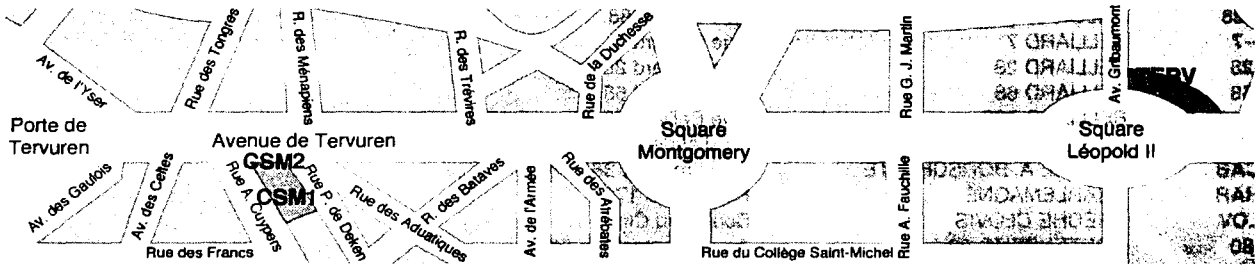 Av. de l'Yser
Rue des Tongres
R. des Ménapiens
R. des Trévires
Rue de la Duchesse
Rue G. J. Martin
Av. Gribaumont
Porte de
Tervuren
Avenue de Tervuren
Square
Montgomery
Square
Léopold II
Av. des Gaulois
Av. des Celtes
Rue A. Cuypers
CSM2
CSM1
Rue P. de Deken
Rue des Aduatiques
R. des Bataves
Av. de l'Armée
Rue des Atrébates
Rue A. Fauchille
Rue des Francs
Rue du Collège Saint-Michel